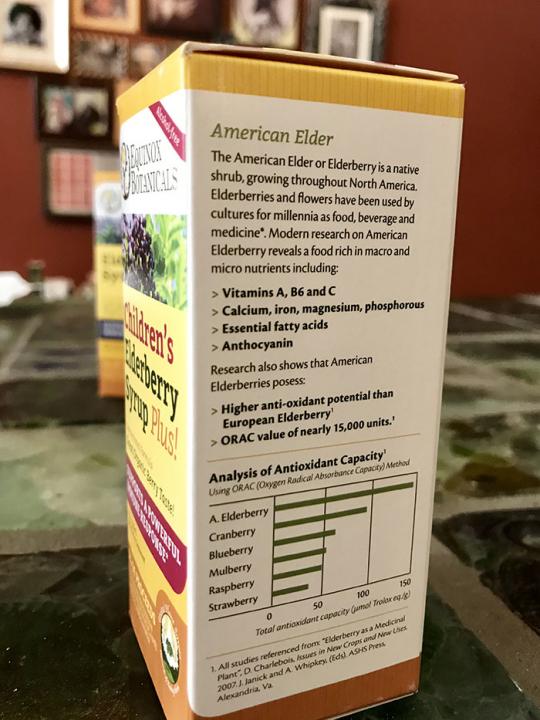 Alcohol-free
EQUINOX
BOTANICALS
Children's
Elderberry
Syrup Plus!
Organic Berry Taste!
A POWERFUL
RESPONSE*
American Elder
The American Elder or Elderberry is a native
shrub, growing throughout North America.
Elderberries and flowers have been used by
cultures for millennia as food, beverage and
medicine*. Modern research on American
Elderberry reveals a food rich in macro and
micro nutrients including:
> Vitamins A, B6 and C
> Calcium, iron, magnesium, phosphorous
> Essential fatty acids
> Anthocyanin
Research also shows that American
Elderberries posess:
> Higher anti-oxidant potential than
European Elderberry¹
> ORAC value of nearly 15,000 units.¹
Analysis of Antioxidant Capacity¹
Using ORAC (Oxygen Radical Absorbance Capacity) Method
A. Elderberry
Cranberry
Blueberry
Mulberry
Raspberry
Strawberry
0 50 100 150
Total antioxidant capacity (µmol Trolox eq./g)
1. All studies referenced from: "Elderberry as a Medicinal
Plant", D. Charlebois, Issues in New Crops and New Uses.
2007. J. Janick and A. Whipkey, (Eds). ASHS Press,
Alexandria, Va.